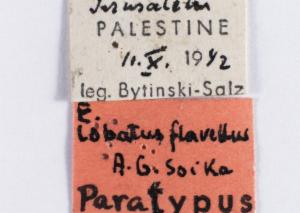 Jerusalem
PALESTINE
11.X. 1942
leg. Bytinski-Salz
E.
lobatus flavellus
A.G. Soika
Paratypus